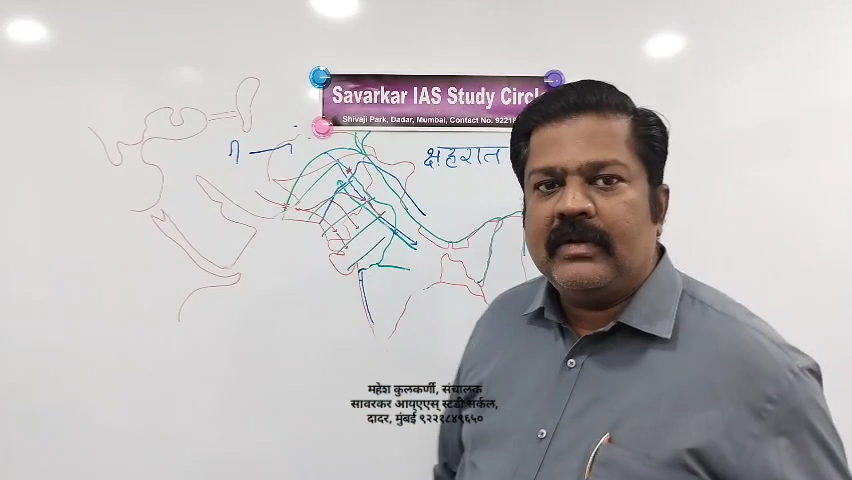 Savarkar IAS Study Circl
Shivaji Park, Dadar, Mumbai, Contact No. 9221
क्षहरात
महेश कुलकर्णी, संचालक
सावरकर आयएएस् स्टडी सर्कल,
दादर, मुंबई ९२२१८४९६५०